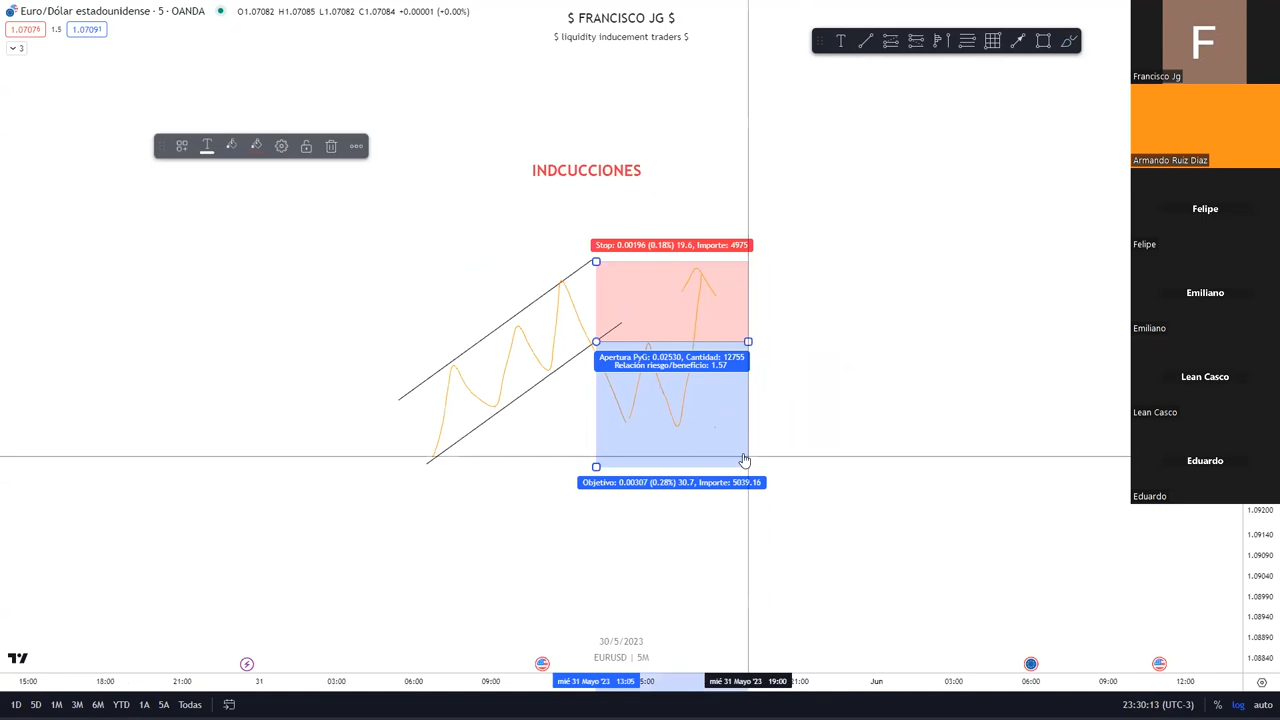 Euro/Dólar estadounidense · 5 · OANDA
O1.07082 H1.07085 L1.07082 C1.07084 +0.00001 (+0.00%)
1.07076
1.5
1.07091
3
$ FRANCISCO JG $
$ liquidity inducement traders $
INDCUCCIONES
Stop: 0.00196 (0.18%) 19.6, Importe: 4975
Apertura PyG: 0.02530, Cantidad: 12755
Relación riesgo/beneficio: 1.57
Objetivo: 0.00307 (0.28%) 30.7, Importe: 5039.16
F
Francisco Jg
Armando Ruiz Diaz
Felipe
Felipe
Emiliano
Emiliano
Lean Casco
Lean Casco
Eduardo
Eduardo
1.09200
1.09140
1.09090
1.09040
1.08990
1.08940
1.08887
1.08840
30/5/2023
EURUSD | 5M
15:00 18:00 21:00 31 03:00 06:00 09:00 mié 31 Mayo '23 13:05 5:00 mié 31 Mayo '23 19:00 21:00 Jun 03:00 06:00 09:00 12:00
1D 5D 1M 3M 6M YTD 1A 5A Todas
23:30:13 (UTC-3) % log auto